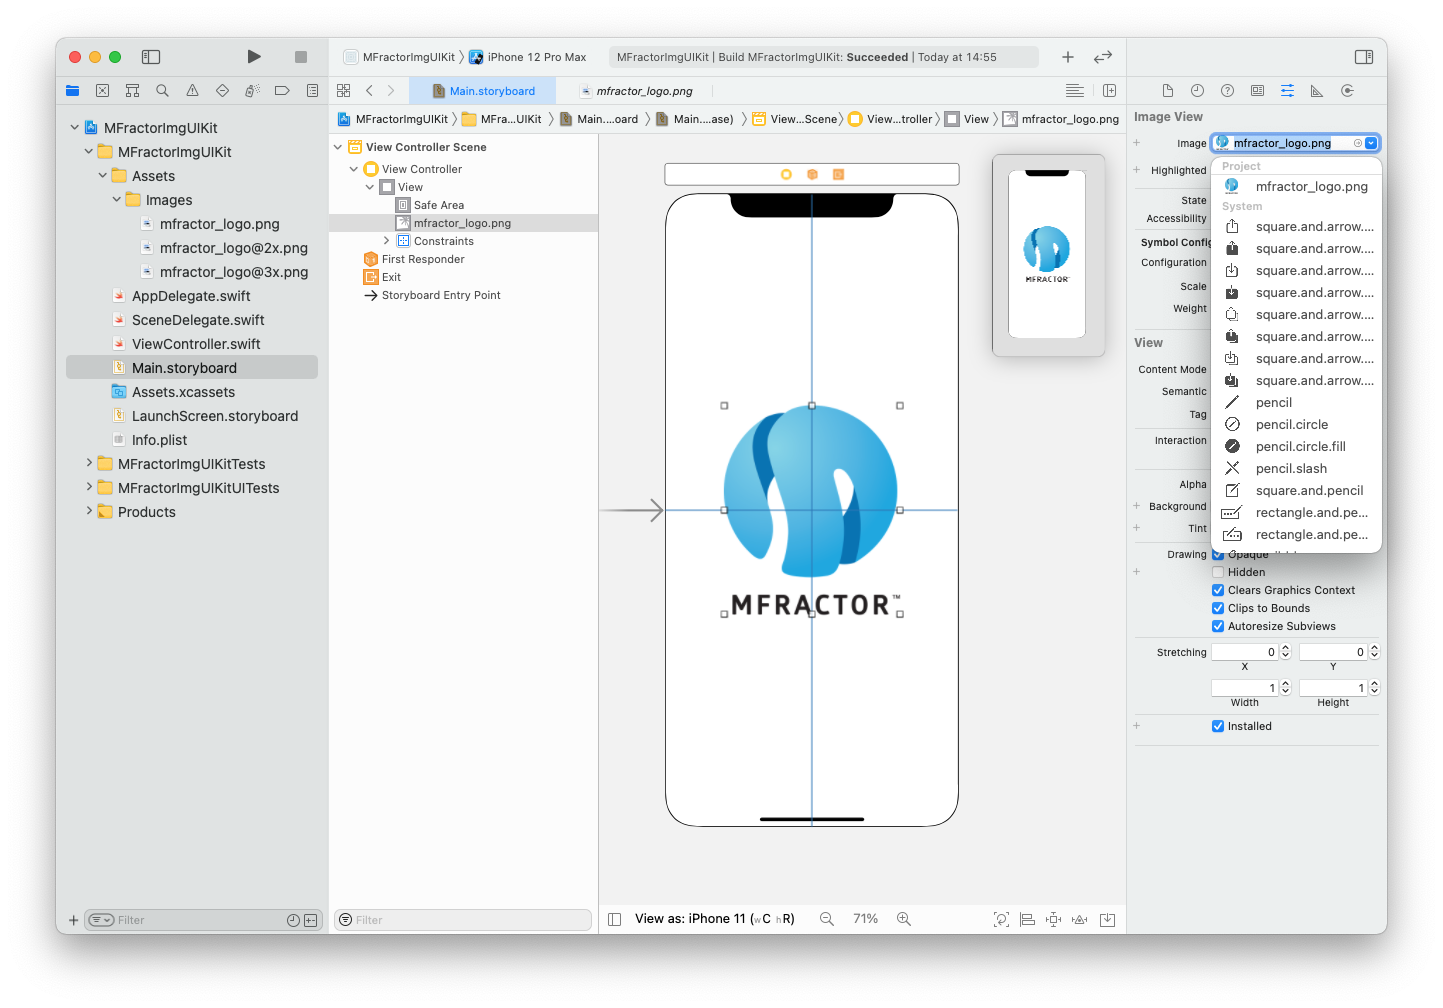 MFractorImgUIKit
iPhone 12 Pro Max
MFractorImgUIKit | Build MFractorImgUIKit: Succeeded | Today at 14:55
Main.storyboard
mfractor_logo.png
MFractorImgUIKit
MFra...UIKit
Main....oard
Main....ase)
View...Scene)
View...troller
View
mfractor_logo.png
MFractorImgUIKit
MFractorImgUIKit
Assets
Images
mfractor_logo.png
mfractor_logo@2x.png
mfractor_logo@3x.png
AppDelegate.swift
SceneDelegate.swift
ViewController.swift
Main.storyboard
Assets.xcassets
LaunchScreen.storyboard
Info.plist
MFractorImgUIKitTests
MFractorImgUIKitUITests
Products
Filter
View Controller Scene
View Controller
View
Safe Area
mfractor_logo.png
Constraints
First Responder
Exit
Storyboard Entry Point
Filter
MFRACTOR™
MFRACTOR™
View as: iPhone 11 (wC hR)
71%
Image View
Image
mfractor_logo.png
Highlighted
State
Accessibility
Symbol Config
Configuration
Scale
Weight
View
Content Mode
Semantic
Tag
Interaction
Alpha
Background
Tint
Project
mfractor_logo.png
System
square.and.arrow....
square.and.arrow....
square.and.arrow....
square.and.arrow....
square.and.arrow....
square.and.arrow....
square.and.arrow....
square.and.arrow....
pencil
pencil.circle
pencil.circle.fill
pencil.slash
square.and.pencil
rectangle.and.pe...
rectangle.and.pe...
Drawing
Opaque
Hidden
Clears Graphics Context
Clips to Bounds
Autoresize Subviews
Stretching
0
0
X
Y
1
1
Width
Height
Installed